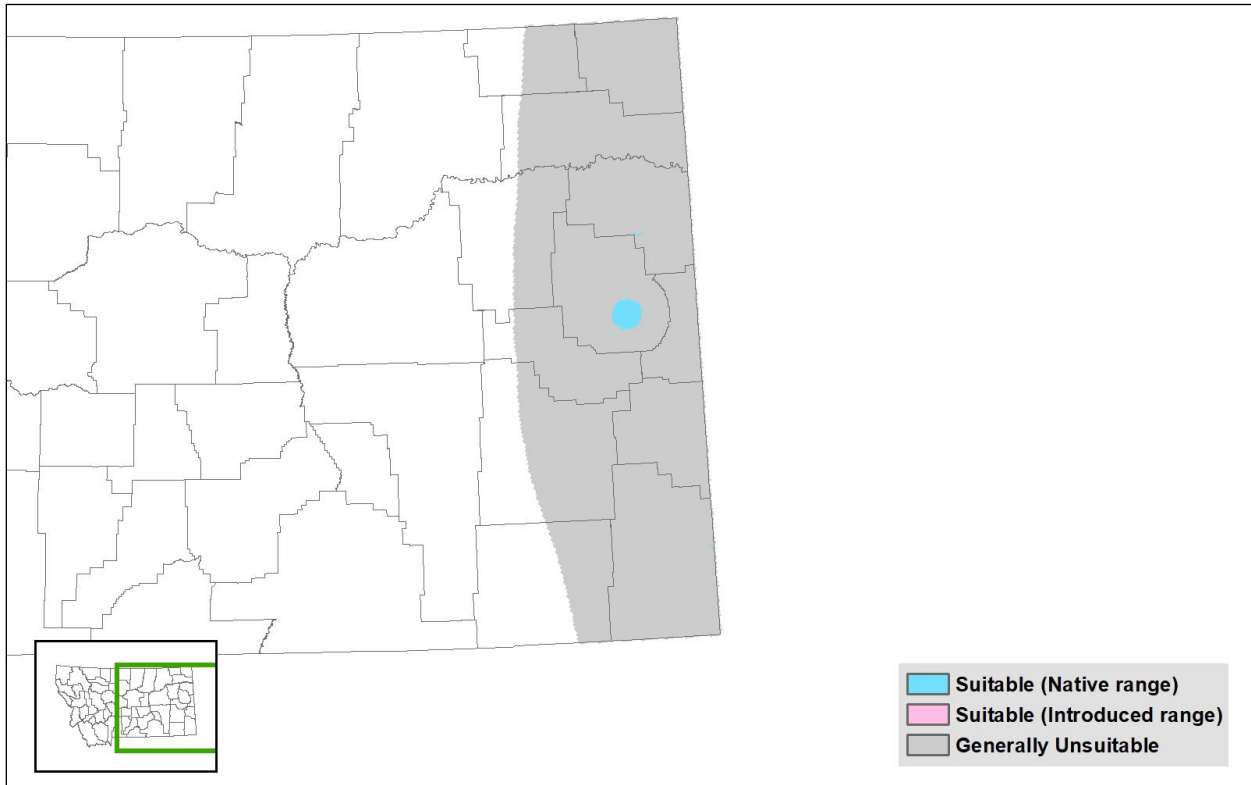 Suitable (Native range)
Suitable (Introduced range)
Generally Unsuitable